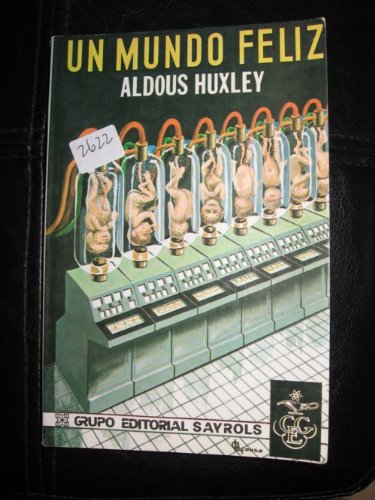 UN MUNDO FELIZ
ALDOUS HUXLEY
2622
GRUPO EDITORIAL SAYROLS